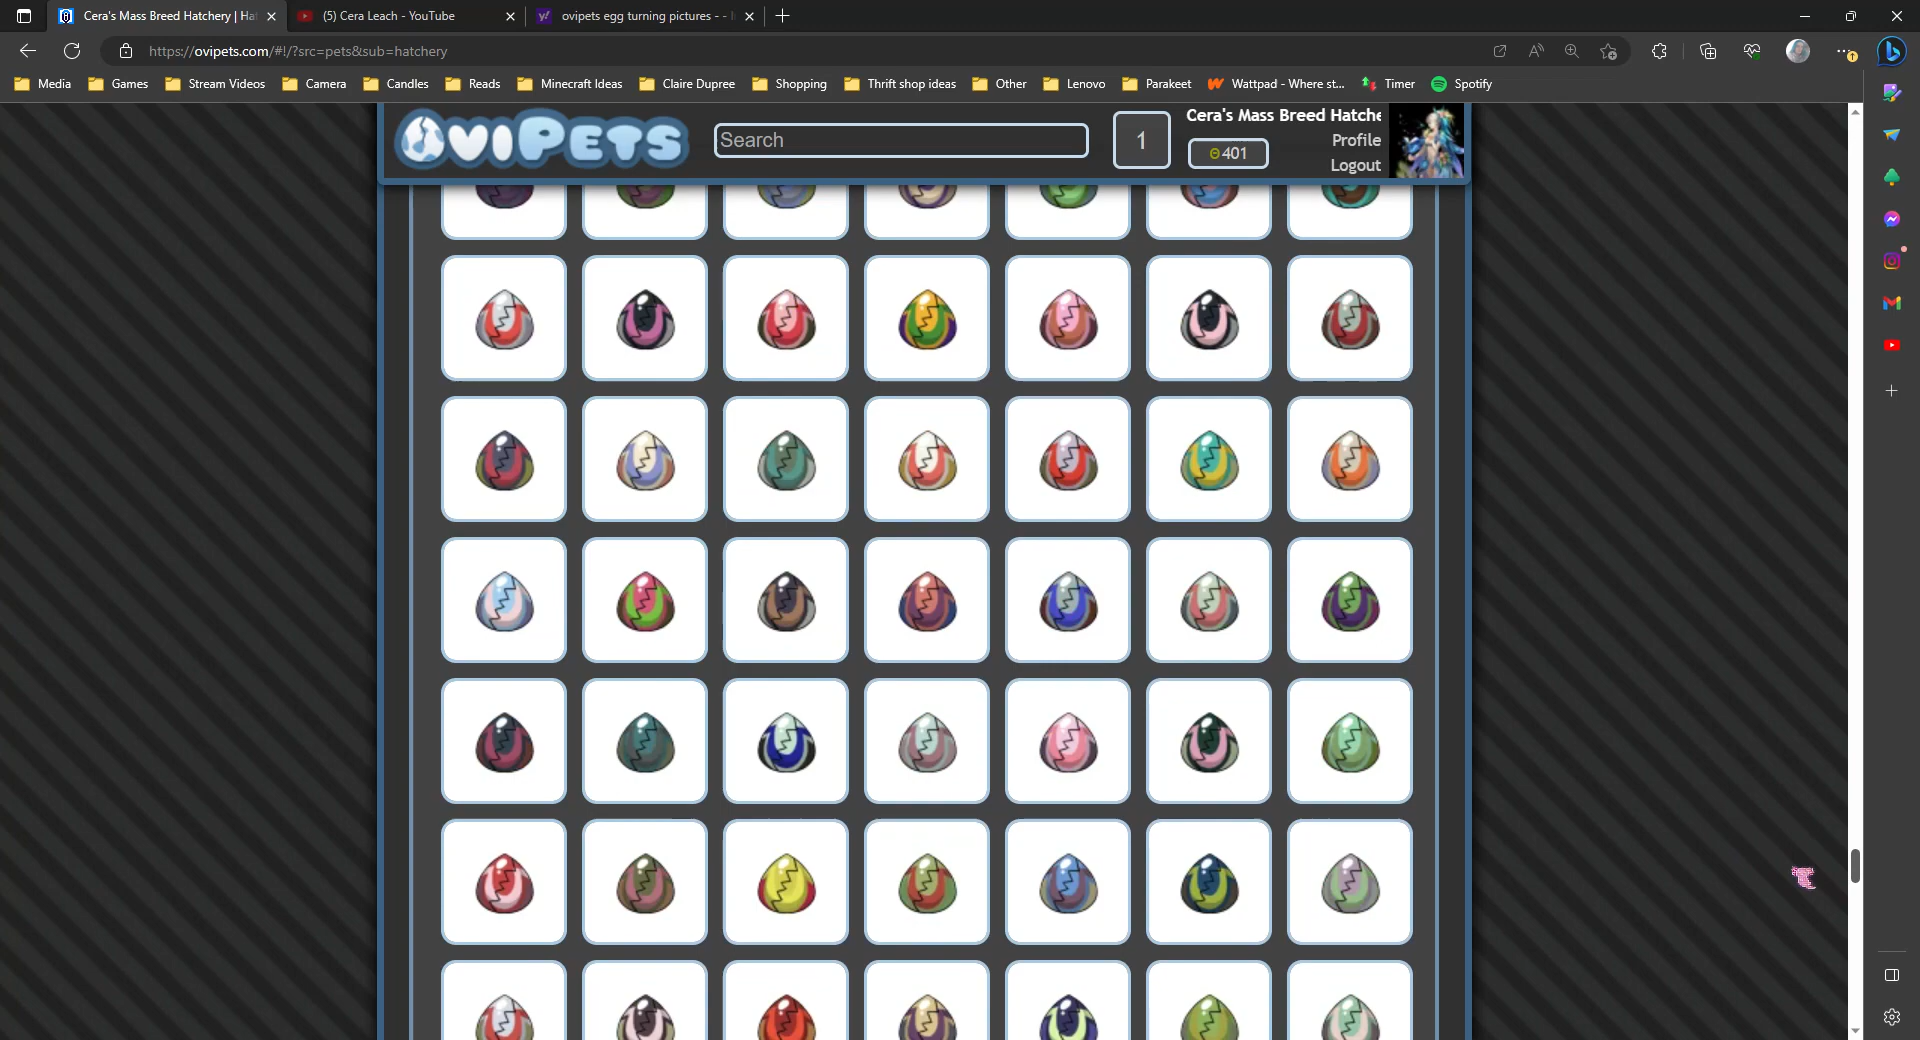 Cera's Mass Breed Hatchery | Hat
(5) Cera Leach - YouTube
ovipets egg turning pictures - - I
https://ovipets.com/#!/?src=pets&sub=hatchery
Media Games Stream Videos Camera Candles Reads Minecraft Ideas Claire Dupree Shopping Thrift shop ideas Other Lenovo Parakeet Wattpad - Where st... Timer Spotify
OviPets
Search
1
Cera's Mass Breed Hatche
401
Profile
Logout